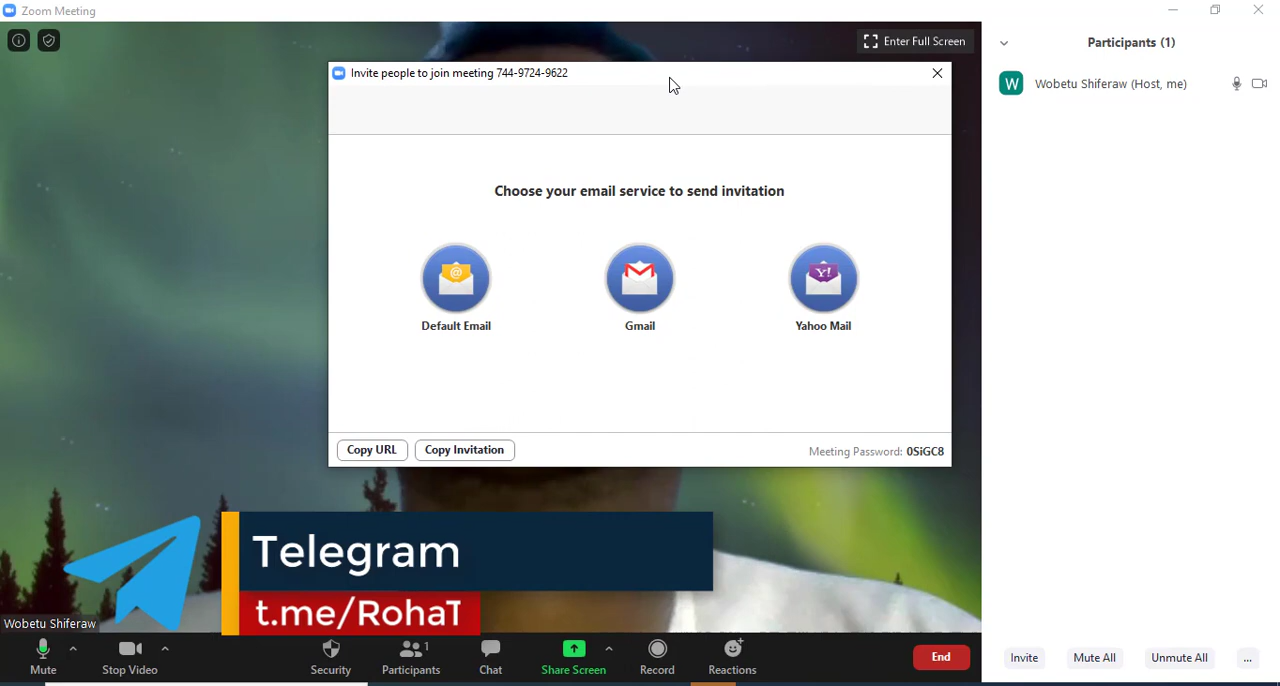 Zoom Meeting
Enter Full Screen
Participants (1)
Invite people to join meeting 744-9724-9622
W
Wobetu Shiferaw (Host, me)
Choose your email service to send invitation
@
Y!
Default Email
Gmail
Yahoo Mail
Copy URL
Copy Invitation
Meeting Password: 0SiGC8
Telegram
t.me/RohaT
Wobetu Shiferaw
1
Mute
Stop Video
Security
Participants
Chat
Share Screen
Record
Reactions
End
Invite
Mute All
Unmute All
...